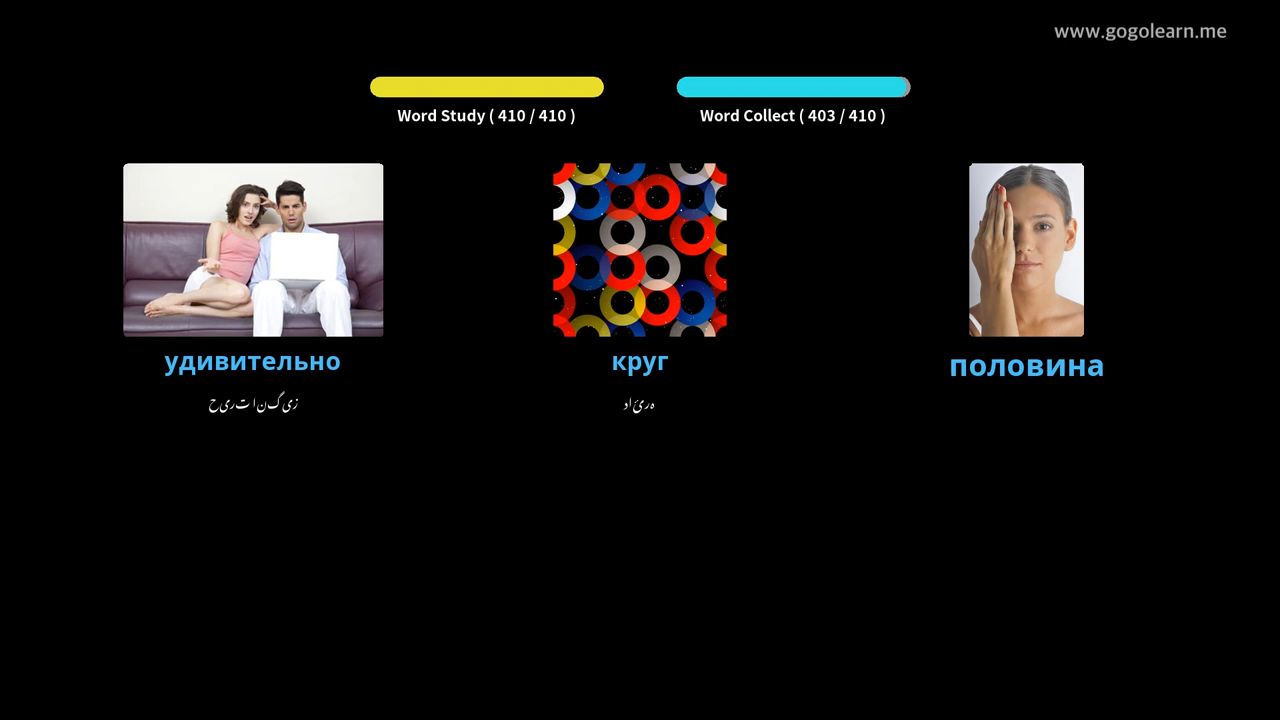 www.gogolearn.me
Word Study ( 410 / 410 )
Word Collect ( 403 / 410 )
удивительно
круг
половина
حیرت انگیز
دائرہ